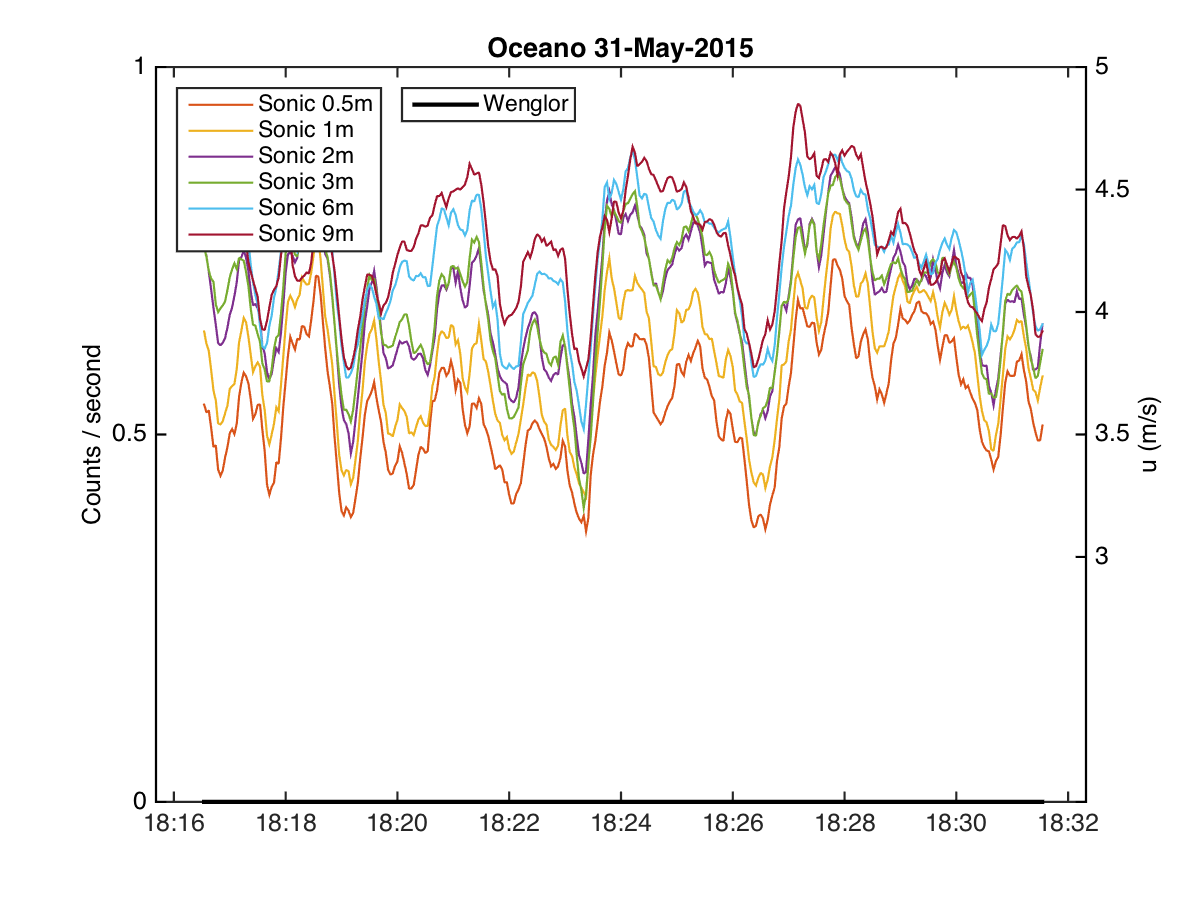 Oceano 31-May-2015
Sonic 0.5m
Sonic 1m
Sonic 2m
Sonic 3m
Sonic 6m
Sonic 9m
Wenglor
Counts / second
1
0.5
0
u (m/s)
5
4.5
4
3.5
3
18:16 18:18 18:20 18:22 18:24 18:26 18:28 18:30 18:32